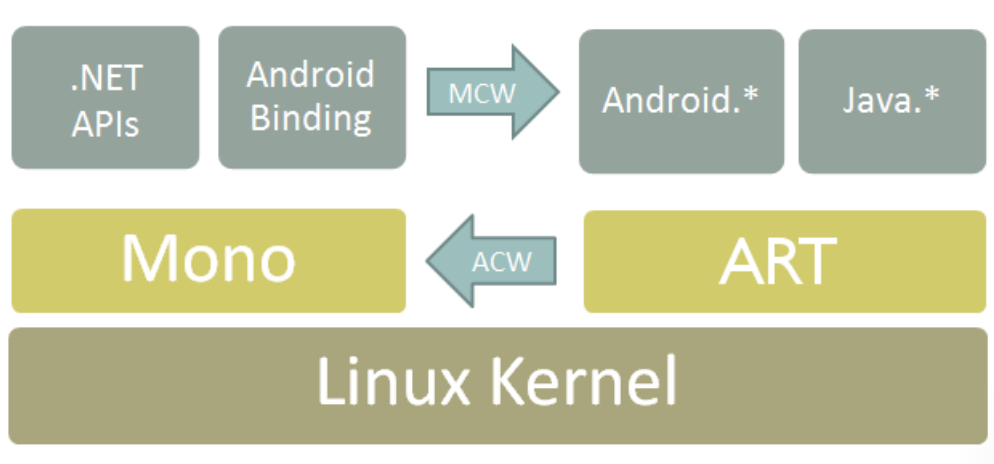 .NET
APIs
Android
Binding
MCW
Android.*
Java.*
Mono
ACW
ART
Linux Kernel